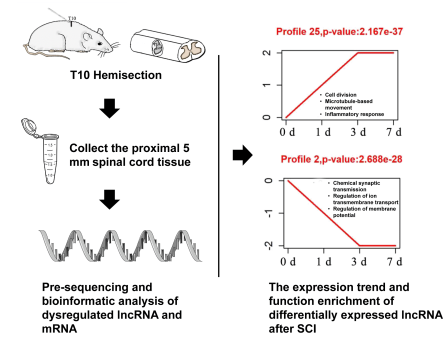 T10
T10 Hemisection
Collect the proximal 5
mm spinal cord tissue
Pre-sequencing and
bioinformatic analysis of
dysregulated lncRNA and
mRNA
Profile 25,p-value:2.167e-37
2
1
0
• Cell division
• Microtubule-based
movement
• Inflammatory response
0 d 1 d 3 d 7 d
Profile 2,p-value:2.688e-28
0
-1
-2
• Chemical synaptic
transmission
• Regulation of ion
transmembrane transport
• Regulation of membrane
potential
0 d 1 d 3 d 7 d
The expression trend and
function enrichment of
differentially expressed lncRNA
after SCI